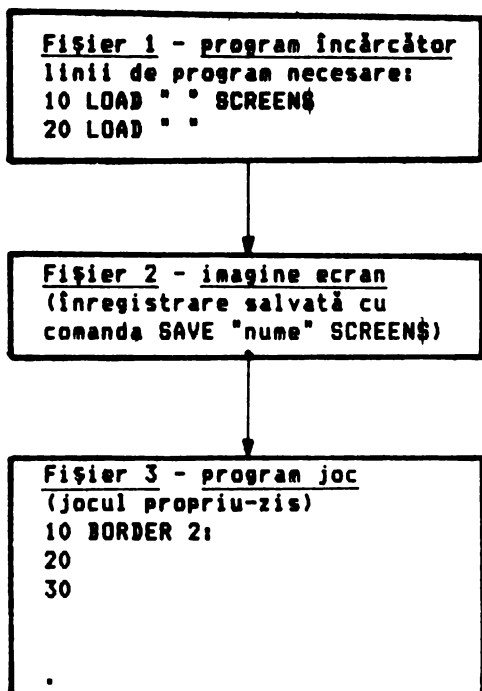 Fişier 1 - program încărcător
linii de program necesare:
10 LOAD " " SCREEN$
20 LOAD " "
Fişier 2 - imagine ecran
(înregistrare salvată cu
comanda SAVE "nume" SCREEN$)
Fişier 3 - program joc
(jocul propriu-zis)
10 BORDER 2:
20
30
.